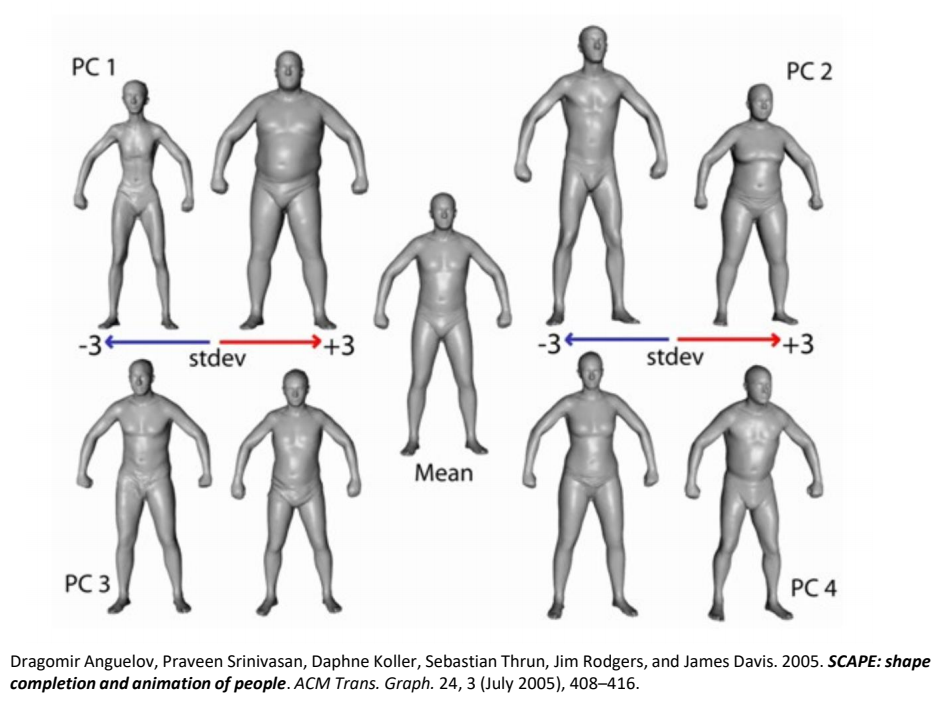 PC 1
PC 2
-3
stdev
+3
-3
stdev
+3
Mean
PC 3
PC 4
Dragomir Anguelov, Praveen Srinivasan, Daphne Koller, Sebastian Thrun, Jim Rodgers, and James Davis. 2005. SCAPE: shape
completion and animation of people. ACM Trans. Graph. 24, 3 (July 2005), 408–416.